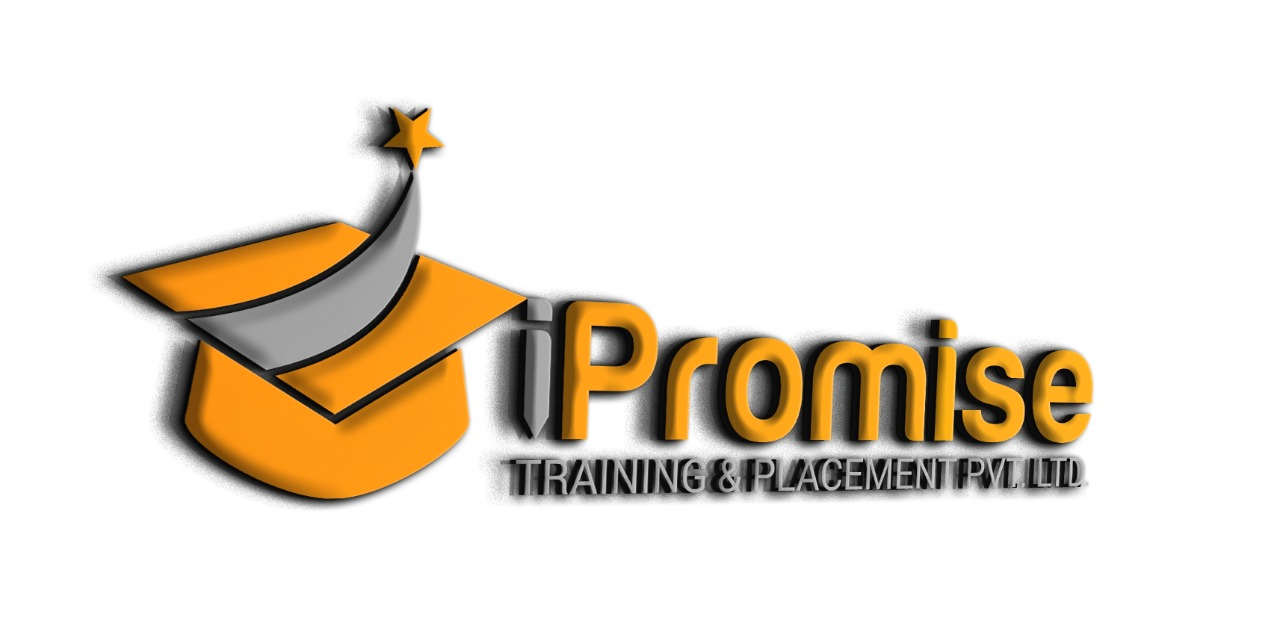 iPromise
TRAINING & PLACEMENT PVT. LTD.